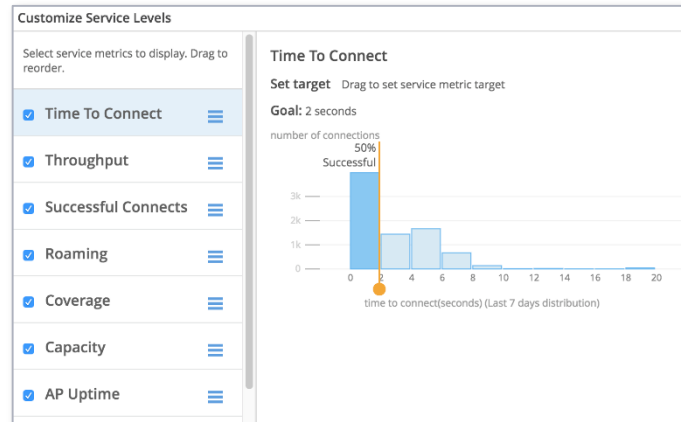 Customize Service Levels
Select service metrics to display. Drag to
reorder.
Time To Connect
Throughput
Successful Connects
Roaming
Coverage
Capacity
AP Uptime
Time To Connect
Set target Drag to set service metric target
Goal: 2 seconds
number of connections
50%
Successful
3k
2k
1k
0
0 2 4 6 8 10 12 14 16 18 20
time to connect(seconds) (Last 7 days distribution)